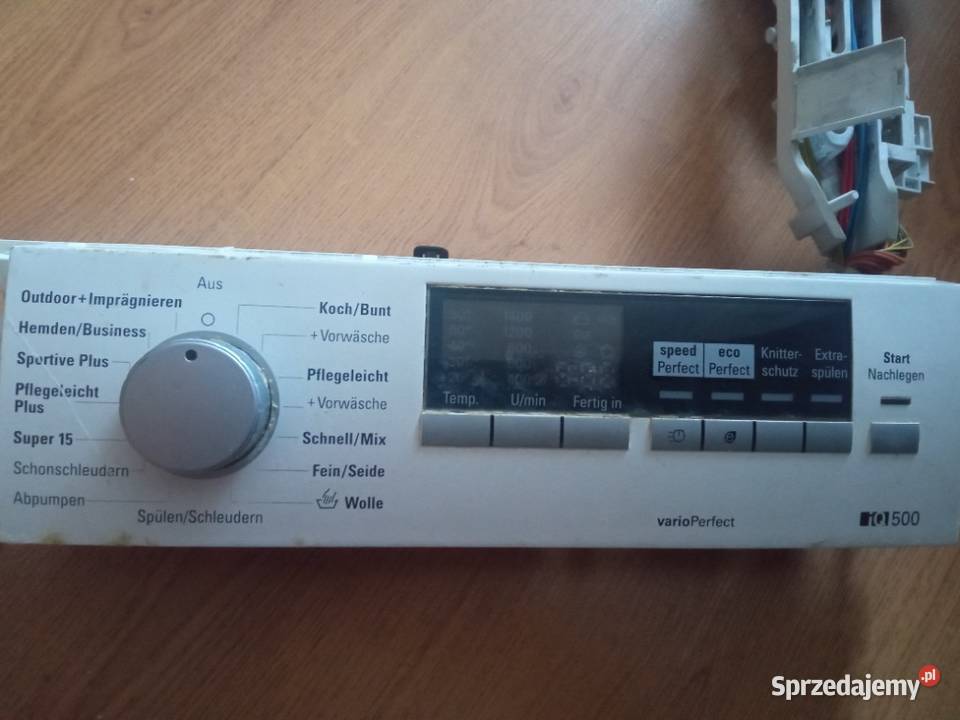 Aus
Outdoor+Imprägnieren
Hemden/Business
Sportive Plus
Pflegeleicht
Plus
Super 15
Schonschleudern
Abpumpen
Spülen/Schleudern
Koch/Bunt
+Vorwäsche
Pflegeleicht
+Vorwäsche
Schnell/Mix
Fein/Seide
Wolle
Temp.
U/min
Fertig in
speed
Perfect
eco
Perfect
Knitter-
schutz
Extra-
spülen
Start
Nachlegen
varioPerfect
iQ500
Sprzedajemy.pl